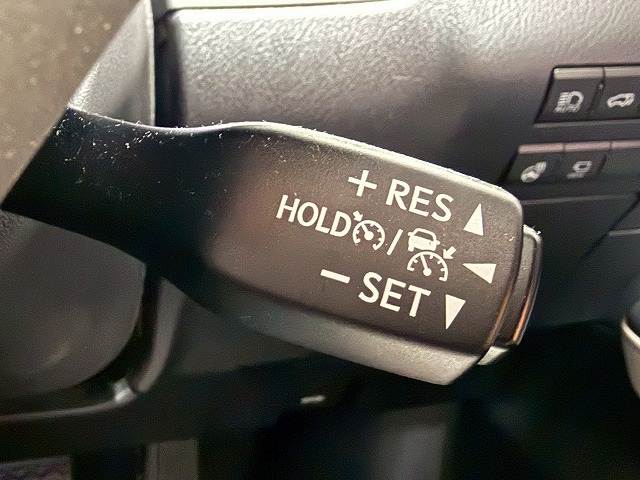 + RES
HOLD /
− SET